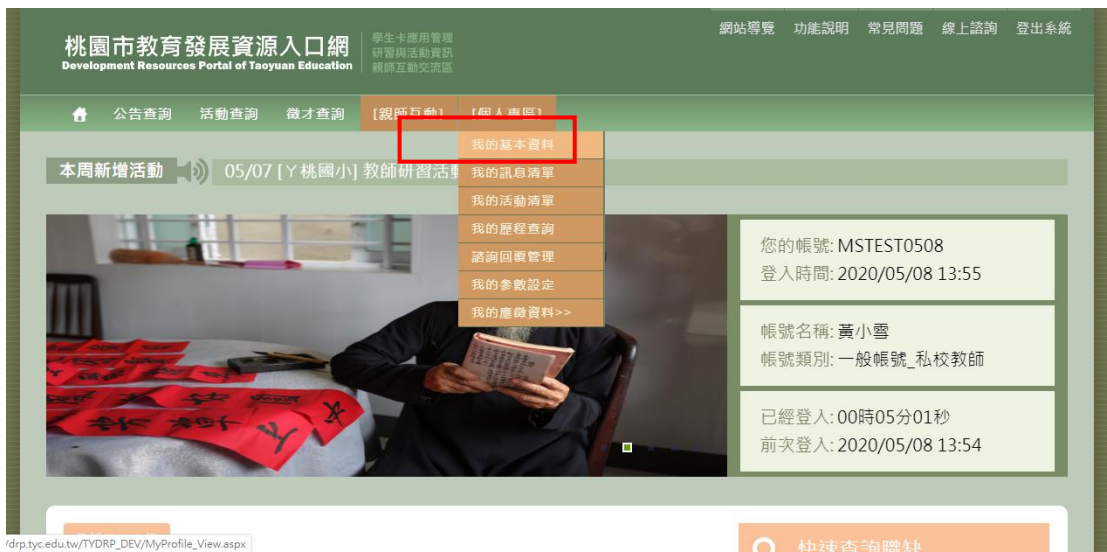 網站導覽 功能說明 常見問題 線上諮詢 登出系統
桃園市教育發展資源入口網
Development Resources Portal of Taoyuan Education
學生卡應用管理
研習與活動資訊
親師互動交流區
公告查詢 活動查詢 徵才查詢 [親師互動] [個人專區]
我的基本資料
我的訊息清單
我的活動清單
我的歷程查詢
諮詢回覆管理
我的參數設定
我的應徵資料>>
本周新增活動 05/07 [ㄚ桃國小] 教師研習活動
您的帳號: MSTEST0508
登入時間: 2020/05/08 13:55
帳號名稱: 黃小雪
帳號類別: 一般帳號_私校教師
已經登入: 00時05分01秒
前次登入: 2020/05/08 13:54
快速查詢職缺
/drp.tyc.edu.tw/TYDRP_DEV/MyProfile_View.aspx